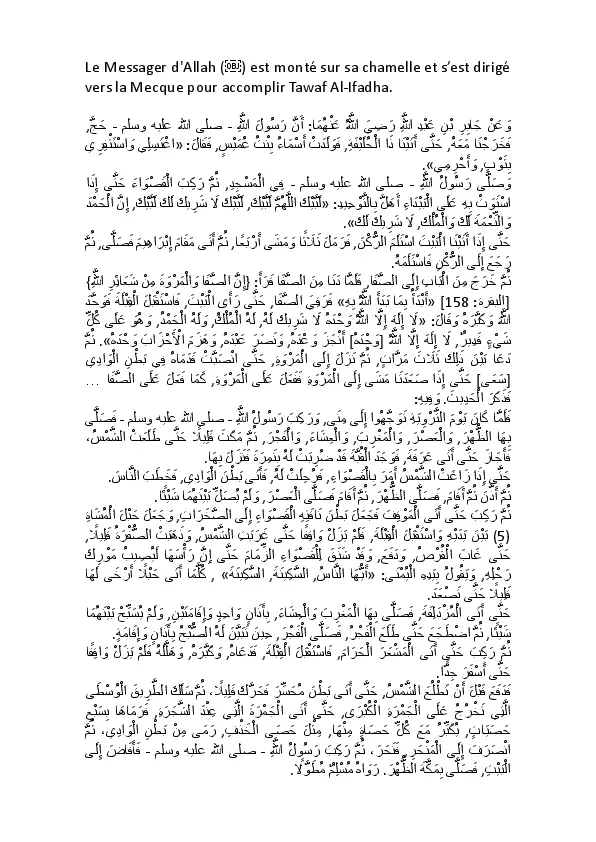 Le Messager d'Allah (￼) est monté sur sa chamelle et s'est dirigé
vers la Mecque pour accomplir Tawaf Al-Ifadha.
وَعَنْ جَابِرِ بْنِ عَبْدِ اللَّهِ رَضِيَ اللَّهُ عَنْهُمَا: أَنَّ رَسُولَ اللَّهِ - صلى الله عليه وسلم - حَجَّ,
فَخَرَجْنَا مَعَهُ, حَتَّى أَتَيْنَا ذَا الْحُلَيْفَةِ, فَوَلَدَتْ أَسْمَاءُ بِنْتُ عُمَيْسٍ, فَقَالَ: «اغْتَسِلِي وَاسْتَثْفِرِي
بِثَوْبٍ, وَأَحْرِمِي».
وَصَلَّى رَسُولُ اللَّهِ - صلى الله عليه وسلم - فِي الْمَسْجِدِ, ثُمَّ رَكِبَ الْقَصْوَاءَ حَتَّى إِذَا
اسْتَوَتْ بِهِ عَلَى الْبَيْدَاءِ أَهَلَّ بِالتَّوْحِيدِ: «لَبَّيْكَ اللَّهُمَّ لَبَّيْكَ, لَبَّيْكَ لَا شَرِيكَ لَكَ لَبَّيْكَ, إِنَّ الْحَمْدَ
وَالنِّعْمَةَ لَكَ وَالْمُلْكَ, لَا شَرِيكَ لَكَ».
حَتَّى إِذَا أَتَيْنَا الْبَيْتَ اسْتَلَمَ الرُّكْنَ, فَرَمَلَ ثَلَاثًا وَمَشَى أَرْبَعًا, ثُمَّ أَتَى مَقَامَ إِبْرَاهِيمَ فَصَلَّى, ثُمَّ
رَجَعَ إِلَى الرُّكْنِ فَاسْتَلَمَهُ.
ثُمَّ خَرَجَ مِنَ الْبَابِ إِلَى الصَّفَا, فَلَمَّا دَنَا مِنَ الصَّفَا قَرَأَ: {إِنَّ الصَّفَا وَالْمَرْوَةَ مِنْ شَعَائِرِ اللَّهِ}
[البقرة: 158] «أَبْدَأُ بِمَا بَدَأَ اللَّهُ بِهِ» فَرَقِيَ الصَّفَا, حَتَّى رَأَى الْبَيْتَ, فَاسْتَقْبَلَ الْقِبْلَةَ فَوَحَّدَ
اللَّهَ وَكَبَّرَهُ وَقَالَ: «لَا إِلَهَ إِلَّا اللَّهُ وَحْدَهُ لَا شَرِيكَ لَهُ, لَهُ الْمُلْكُ, وَلَهُ الْحَمْدُ, وَهُوَ عَلَى كُلِّ
شَيْءٍ قَدِيرٌ, لَا إِلَهَ إِلَّا اللَّهُ [وَحْدَهُ] أَنْجَزَ وَعْدَهُ, وَنَصَرَ عَبْدَهُ, وَهَزَمَ الْأَحْزَابَ وَحْدَهُ». ثُمَّ
دَعَا بَيْنَ ذَلِكَ ثَلَاثَ مَرَّاتٍ, ثُمَّ نَزَلَ إِلَى الْمَرْوَةِ, حَتَّى انْصَبَّتْ قَدَمَاهُ فِي بَطْنِ الْوَادِي
[سَعَى] حَتَّى إِذَا صَعَدَتَا مَشَى إِلَى الْمَرْوَةِ فَفَعَلَ عَلَى الْمَرْوَةِ, كَمَا فَعَلَ عَلَى الصَّفَا ...
فَذَكَرَ الْحَدِيثَ. وَفِيهِ:
فَلَمَّا كَانَ يَوْمَ التَّرْوِيَةِ تَوَجَّهُوا إِلَى مِنَى, وَرَكِبَ رَسُولُ اللَّهِ - صلى الله عليه وسلم - فَصَلَّى
بِهَا الظُّهْرَ, وَالْعَصْرَ, وَالْمَغْرِبَ, وَالْعِشَاءَ, وَالْفَجْرَ, ثُمَّ مَكَثَ قَلِيلًا حَتَّى طَلَعَتِ الشَّمْسُ,
فَأَجَازَ حَتَّى أَتَى عَرَفَةَ, فَوَجَدَ الْقُبَّةَ قَدْ ضُرِبَتْ لَهُ بِنَمِرَةَ فَنَزَلَ بِهَا.
حَتَّى إِذَا زَاغَتْ الشَّمْسُ أَمَرَ بِالْقَصْوَاءِ, فَرُحِلَتْ لَهُ, فَأَتَى بَطْنَ الْوَادِي, فَخَطَبَ النَّاسَ.
ثُمَّ أَذَّنَ ثُمَّ أَقَامَ, فَصَلَّى الظُّهْرَ, ثُمَّ أَقَامَ فَصَلَّى الْعَصْرَ, وَلَمْ يُصَلِّ بَيْنَهُمَا شَيْئًا.
ثُمَّ رَكِبَ حَتَّى أَتَى الْمَوْقِفَ فَجَعَلَ بَطْنَ نَاقَتِهِ الْقَصْوَاءِ إِلَى الصَّخَرَاتِ, وَجَعَلَ حَبْلَ الْمُشَاةِ
(5) بَيْنَ يَدَيْهِ وَاسْتَقْبَلَ الْقِبْلَةَ, فَلَمْ يَزَلْ وَاقِفًا حَتَّى غَرَبَتِ الشَّمْسُ, وَذَهَبَتْ الصُّفْرَةُ قَلِيلًا,
حَتَّى غَابَ الْقُرْصُ, وَدَفَعَ, وَقَدْ شَنَقَ لِلْقَصْوَاءِ الزِّمَامَ حَتَّى إِنَّ رَأْسَهَا لَيُصِيبُ مَوْرِكَ
رَحْلِهِ, وَيَقُولُ بِيَدِهِ الْيُمْنَى: «أَيُّهَا النَّاسُ, السَّكِينَةَ, السَّكِينَةَ» , كُلَّمَا أَتَى حَبْلًا أَرْخَى لَهَا
قَلِيلًا حَتَّى تَصْعَدَ.
حَتَّى أَتَى الْمُزْدَلِفَةَ, فَصَلَّى بِهَا الْمَغْرِبَ وَالْعِشَاءَ, بِأَذَانٍ وَاحِدٍ وَإِقَامَتَيْنِ, وَلَمْ يُسَبِّحْ بَيْنَهُمَا
شَيْئًا, ثُمَّ اضْطَجَعَ حَتَّى طَلَعَ الْفَجْرُ, فَصَلَّى الْفَجْرَ, حِينَ تَبَيَّنَ لَهُ الصُّبْحُ بِأَذَانٍ وَإِقَامَةٍ.
ثُمَّ رَكِبَ حَتَّى أَتَى الْمَشْعَرَ الْحَرَامَ, فَاسْتَقْبَلَ الْقِبْلَةَ, فَدَعَاهُ, وَكَبَّرَهُ, وَهَلَّلَهُ فَلَمْ يَزَلْ وَاقِفًا
حَتَّى أَسْفَرَ جِدًّا.
فَدَفَعَ قَبْلَ أَنْ تَطْلُعَ الشَّمْسُ, حَتَّى أَتَى بَطْنَ مُحَسِّرَ فَحَرَّكَ قَلِيلًا، ثُمَّ سَلَكَ الطَّرِيقَ الْوُسْطَى
الَّتِي تَخْرُجُ عَلَى الْجَمْرَةِ الْكُبْرَى, حَتَّى أَتَى الْجَمْرَةَ الَّتِي عِنْدَ الشَّجَرَةِ, فَرَمَاهَا بِسَبْعِ
حَصَيَاتٍ, يُكَبِّرُ مَعَ كُلِّ حَصَاةٍ مِنْهَا, مِثْلَ حَصَى الْخَذْفِ, رَمَى مِنْ بَطْنِ الْوَادِي، ثُمَّ
انْصَرَفَ إِلَى الْمَنْحَرِ, فَنَحَرَ، ثُمَّ رَكِبَ رَسُولُ اللَّهِ - صلى الله عليه وسلم - فَأَفَاضَ إِلَى
الْبَيْتِ, فَصَلَّى بِمَكَّةَ الظُّهْرَ. رَوَاهُ مُسْلِمٌ مُطَوَّلًا.